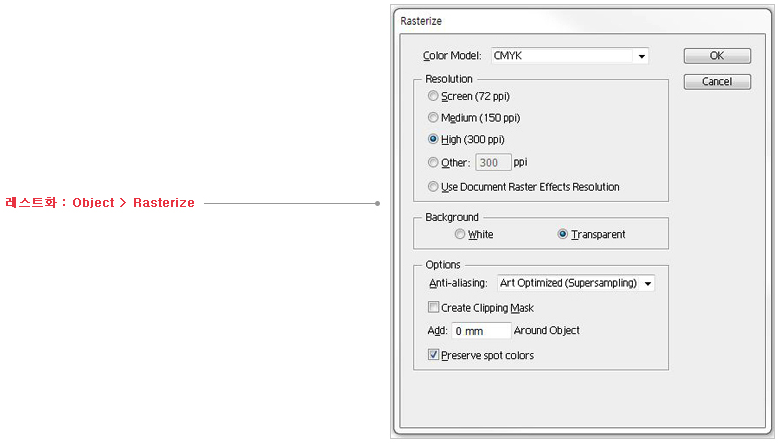 Rasterize
Color Model: CMYK
OK
Cancel
Resolution
Screen (72 ppi)
Medium (150 ppi)
High (300 ppi)
Other: 300 ppi
Use Document Raster Effects Resolution
레스트화 : Object > Rasterize
Background
White Transparent
Options
Anti-aliasing: Art Optimized (Supersampling)
Create Clipping Mask
Add: 0 mm Around Object
Preserve spot colors